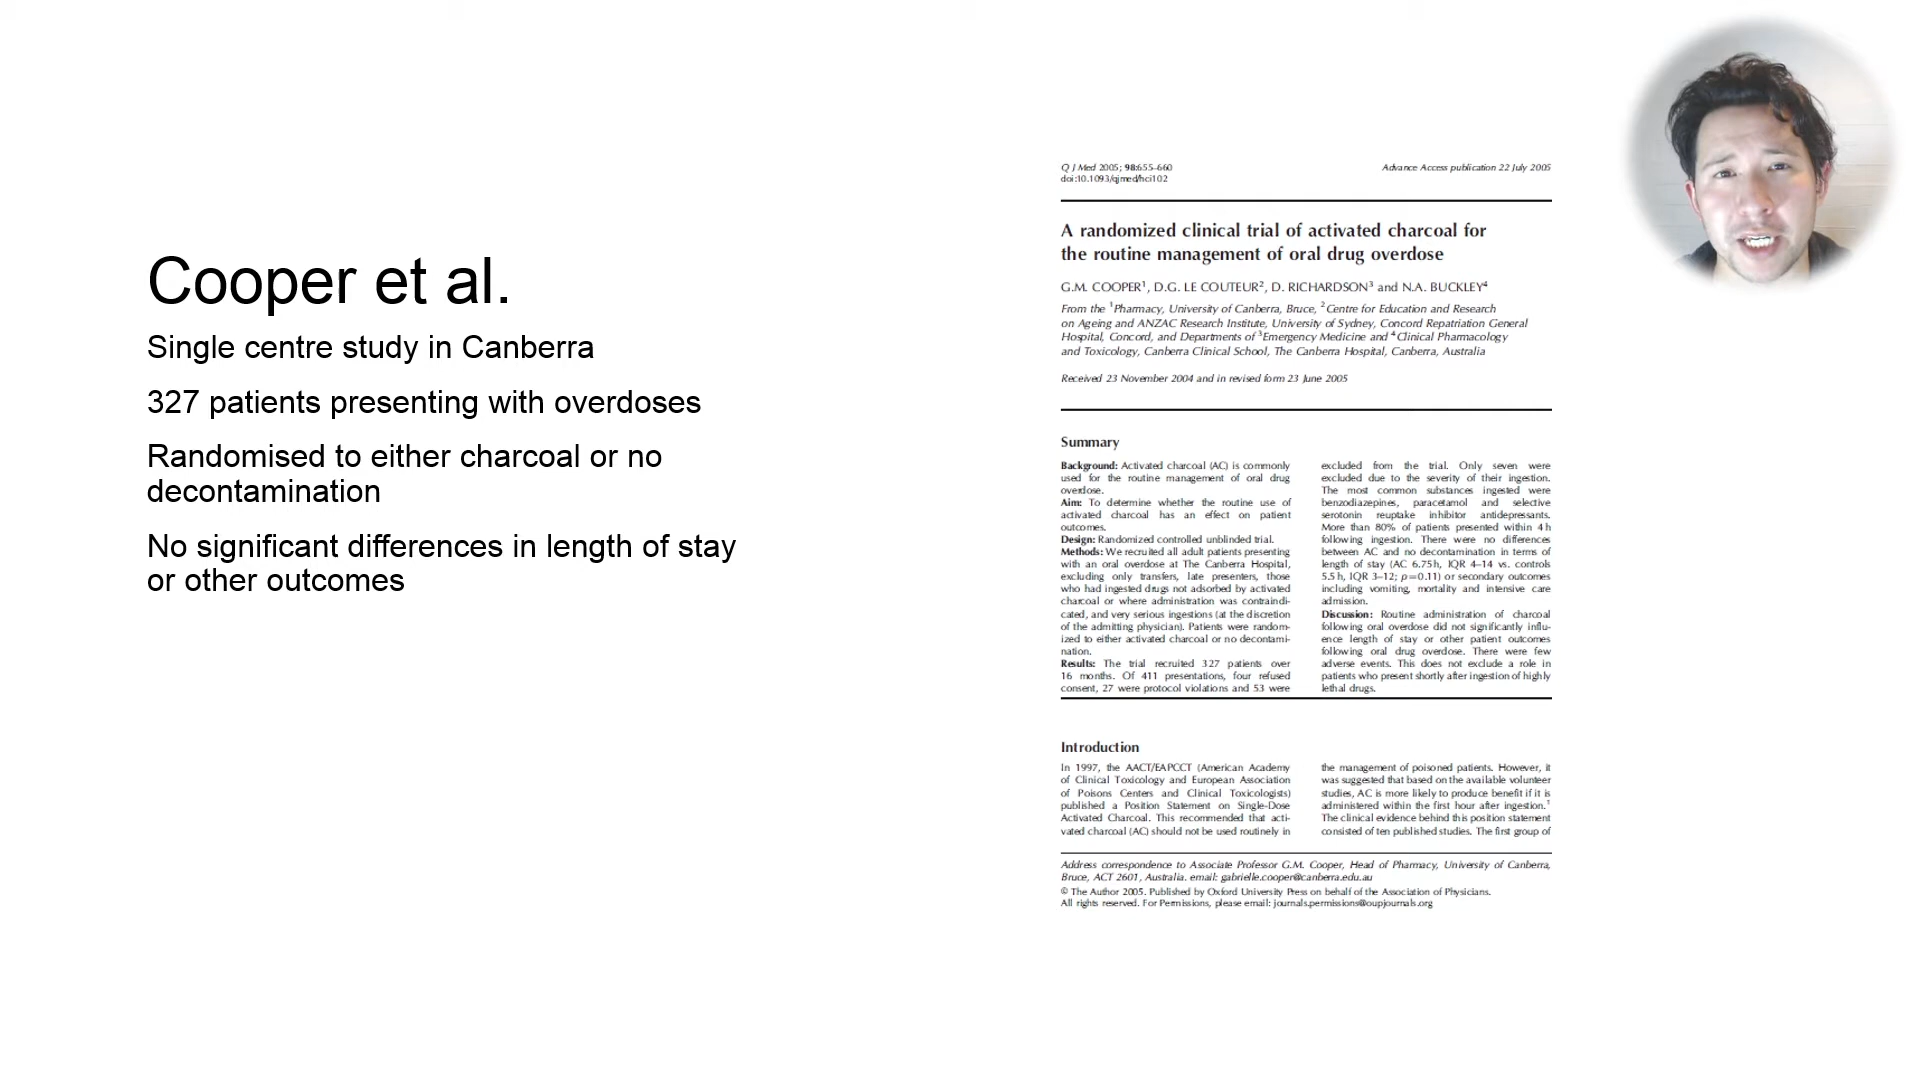 Cooper et al.
Single centre study in Canberra
327 patients presenting with overdoses
Randomised to either charcoal or no
decontamination
No significant differences in length of stay
or other outcomes
Q J Med 2005; 98:655–660
doi:10.1093/qjmed/hci102
Advance Access publication 22 July 2005
A randomized clinical trial of activated charcoal for
the routine management of oral drug overdose
G.M. COOPER1, D.G. LE COUTEUR2, D. RICHARDSON3 and N.A. BUCKLEY4
From the 1Pharmacy, University of Canberra, Bruce, 2Centre for Education and Research
on Ageing and ANZAC Research Institute, University of Sydney, Concord Repatriation General
Hospital, Concord, and Departments of 3Emergency Medicine and 4Clinical Pharmacology
and Toxicology, Canberra Clinical School, The Canberra Hospital, Canberra, Australia
Received 23 November 2004 and in revised form 23 June 2005
Summary
Background: Activated charcoal (AC) is commonly
used for the routine management of oral drug
overdose.
Aim: To determine whether the routine use of
activated charcoal has an effect on patient
outcomes.
Design: Randomized controlled unblinded trial.
Methods: We recruited all adult patients presenting
with an oral overdose at The Canberra Hospital,
excluding only transfers, late presenters, those
who had ingested drugs not adsorbed by activated
charcoal or where administration was contraindi-
cated, and very serious ingestions (at the discretion
of the admitting physician). Patients were random-
ized to either activated charcoal or no decontami-
nation.
Results: The trial recruited 327 patients over
16 months. Of 411 presentations, four refused
consent, 27 were protocol violations and 53 were
excluded from the trial. Only seven were
excluded due to the severity of their ingestion.
The most common substances ingested were
benzodiazepines, paracetamol and selective
serotonin reuptake inhibitor antidepressants.
More than 80% of patients presented within 4 h
following ingestion. There were no differences
between AC and no decontamination in terms of
length of stay (AC 6.75 h, IQR 4–14 vs. controls
5.5 h, IQR 3–12; p=0.11) or secondary outcomes
including vomiting, mortality and intensive care
admission.
Discussion: Routine administration of charcoal
following oral overdose did not significantly influ-
ence length of stay or other patient outcomes
following oral drug overdose. There were few
adverse events. This does not exclude a role in
patients who present shortly after ingestion of highly
lethal drugs.
Introduction
In 1997, the AACT/EAPCCT (American Academy
of Clinical Toxicology and European Association
of Poisons Centers and Clinical Toxicologists)
published a Position Statement on Single-Dose
Activated Charcoal. This recommended that acti-
vated charcoal (AC) should not be used routinely in
the management of poisoned patients. However, it
was suggested that based on the available volunteer
studies, AC is more likely to produce benefit if it is
administered within the first hour after ingestion.1
The clinical evidence behind this position statement
consisted of ten published studies. The first group of
Address correspondence to Associate Professor G.M. Cooper, Head of Pharmacy, University of Canberra,
Bruce, ACT 2601, Australia. email: gabrielle.cooper@canberra.edu.au
© The Author 2005. Published by Oxford University Press on behalf of the Association of Physicians.
All rights reserved. For Permissions, please email: journals.permissions@oupjournals.org